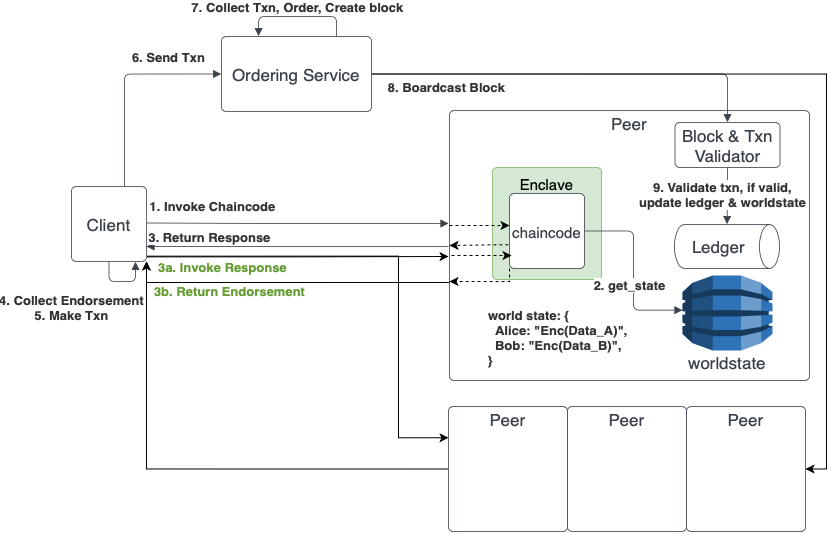 7. Collect Txn, Order, Create block
6. Send Txn
Ordering Service
8. Boardcast Block
Peer
Block & Txn
Validator
9. Validate txn, if valid,
update ledger & worldstate
Enclave
Client
1. Invoke Chaincode
chaincode
3. Return Response
Ledger
3a. Invoke Response
3b. Return Endorsement
2. get_state
4. Collect Endorsement
5. Make Txn
world state: {
Alice: "Enc(Data_A)",
Bob: "Enc(Data_B)",
}
worldstate
Peer
Peer
Peer